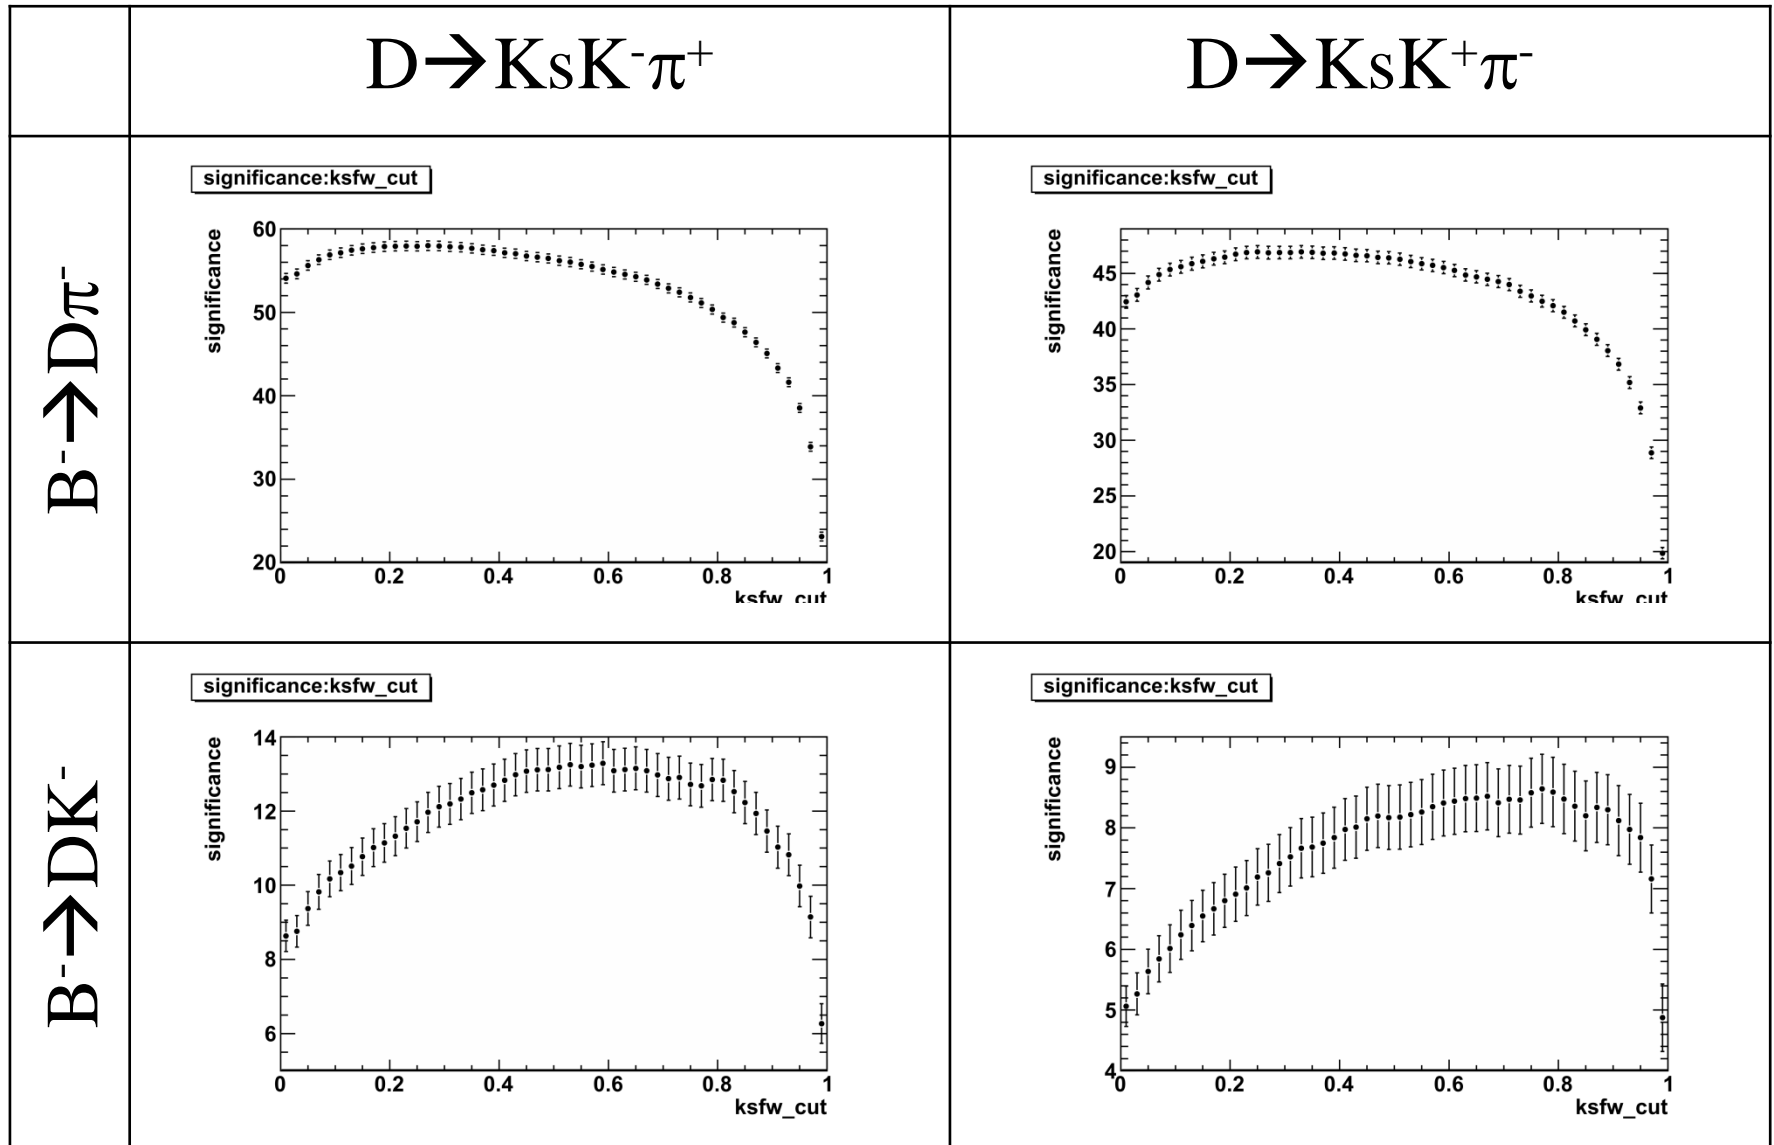 D→KsK⁻π⁺
D→KsK⁺π⁻
B⁻→Dπ⁻
significance:ksfw_cut
significance
60
50
40
30
20
0 0.2 0.4 0.6 0.8 1
ksfw_cut
significance:ksfw_cut
significance
45
40
35
30
25
20
0 0.2 0.4 0.6 0.8 1
ksfw_cut
B⁻→DK⁻
significance:ksfw_cut
significance
14
12
10
8
6
0 0.2 0.4 0.6 0.8 1
ksfw_cut
significance:ksfw_cut
significance
9
8
7
6
5
4
0 0.2 0.4 0.6 0.8 1
ksfw_cut